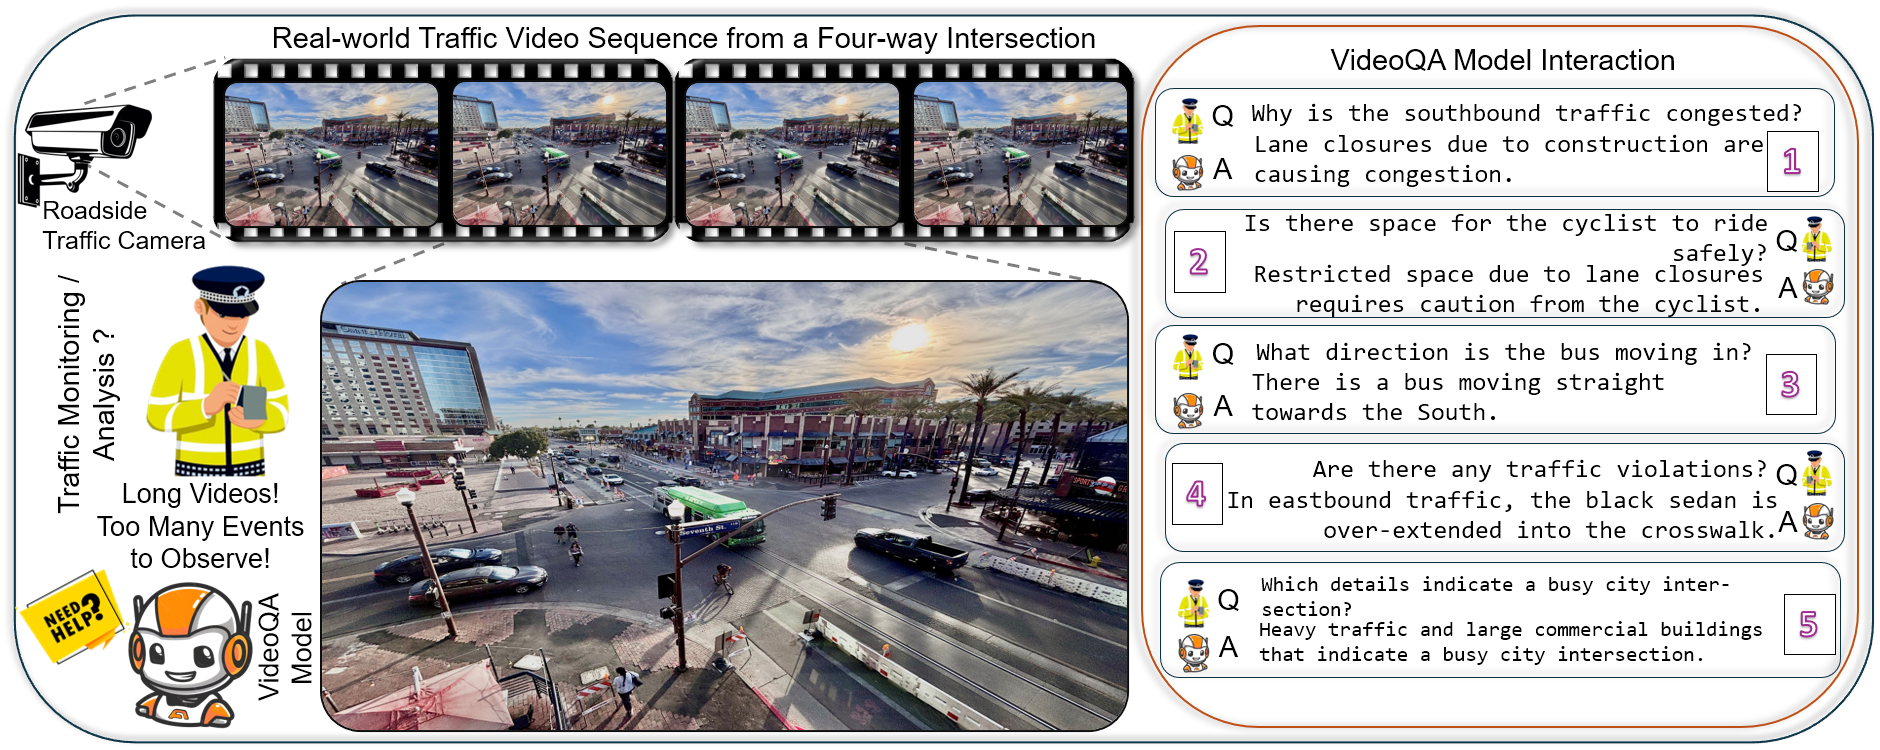 Real-world Traffic Video Sequence from a Four-way Intersection
Roadside
Traffic Camera
Traffic Monitoring /
Analysis ?
Long Videos!
Too Many Events
to Observe!
NEED
HELP?
VideoQA
Model
Seventh St.
SPORTS
VideoQA Model Interaction
Q Why is the southbound traffic congested?
A Lane closures due to construction are
causing congestion.
1
Is there space for the cyclist to ride
safely? Q
Restricted space due to lane closures
requires caution from the cyclist. A
2
Q What direction is the bus moving in?
A There is a bus moving straight
towards the South.
3
Are there any traffic violations? Q
In eastbound traffic, the black sedan is
over-extended into the crosswalk. A
4
Q Which details indicate a busy city inter-
section?
A Heavy traffic and large commercial buildings
that indicate a busy city intersection.
5